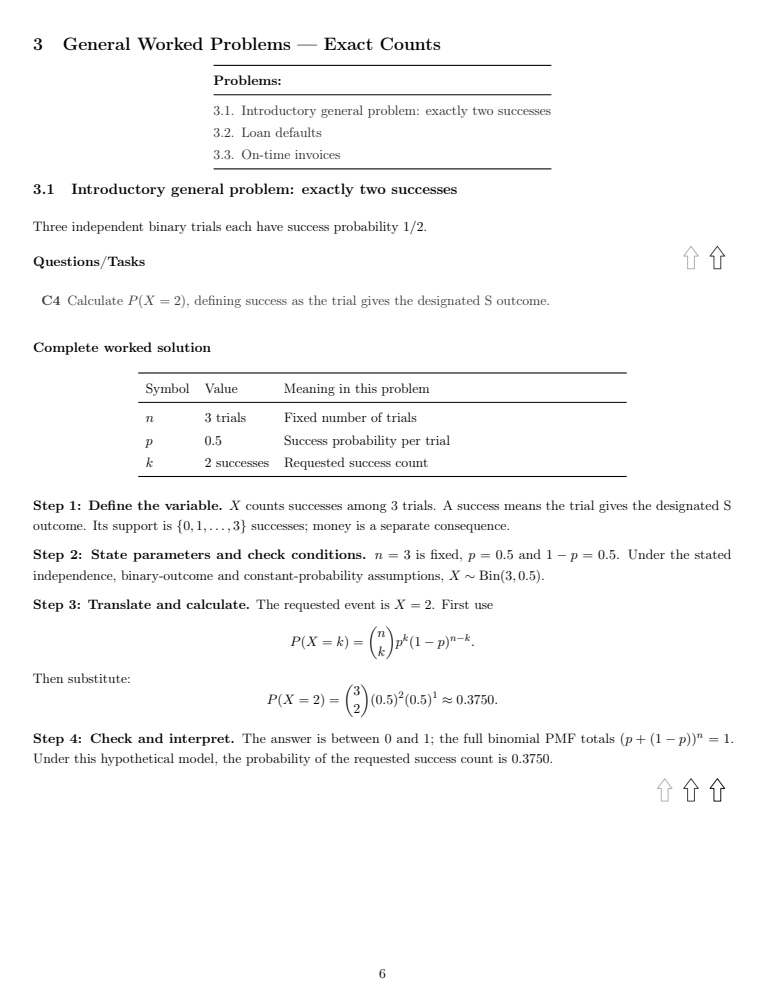 3 General Worked Problems — Exact Counts
Problems:
3.1. Introductory general problem: exactly two successes
3.2. Loan defaults
3.3. On-time invoices
3.1 Introductory general problem: exactly two successes
Three independent binary trials each have success probability 1/2.
Questions/Tasks
C4 Calculate P(X = 2), defining success as the trial gives the designated S outcome.
Complete worked solution
Symbol Value Meaning in this problem
n 3 trials Fixed number of trials
p 0.5 Success probability per trial
k 2 successes Requested success count
Step 1: Define the variable. X counts successes among 3 trials. A success means the trial gives the designated S
outcome. Its support is {0, 1, . . . , 3} successes; money is a separate consequence.
Step 2: State parameters and check conditions. n = 3 is fixed, p = 0.5 and 1 − p = 0.5. Under the stated
independence, binary-outcome and constant-probability assumptions, X ∼ Bin(3, 0.5).
Step 3: Translate and calculate. The requested event is X = 2. First use
P(X = k) = (n k) pᵏ(1 − p)ⁿ⁻ᵏ.
Then substitute:
P(X = 2) = (3 2) (0.5)²(0.5)¹ ≈ 0.3750.
Step 4: Check and interpret. The answer is between 0 and 1; the full binomial PMF totals (p + (1 − p))ⁿ = 1.
Under this hypothetical model, the probability of the requested success count is 0.3750.
6